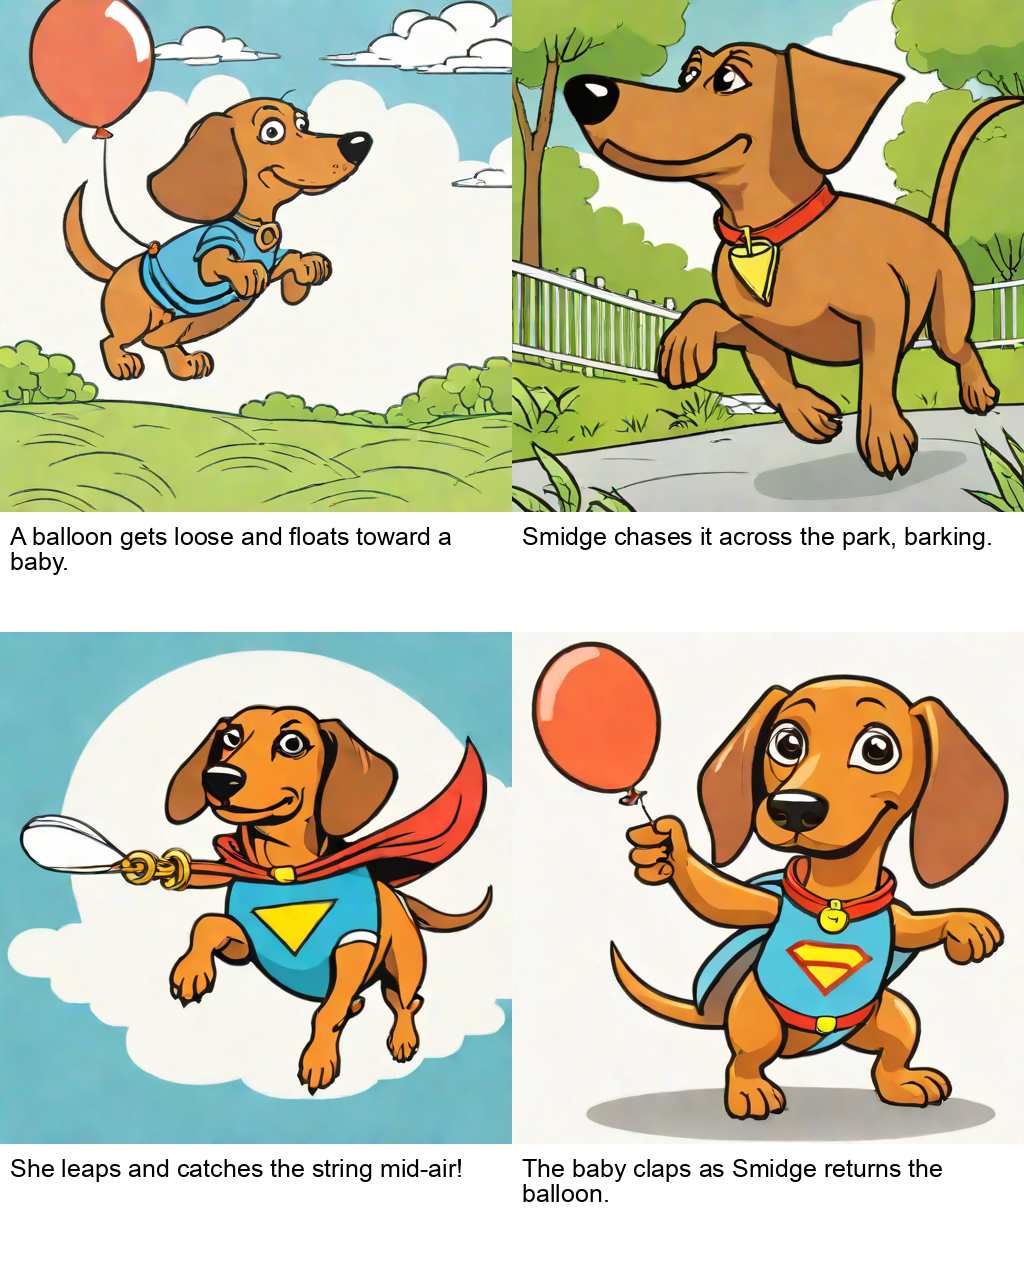 A balloon gets loose and floats toward a
baby.
Smidge chases it across the park, barking.
She leaps and catches the string mid-air!
The baby claps as Smidge returns the
balloon.